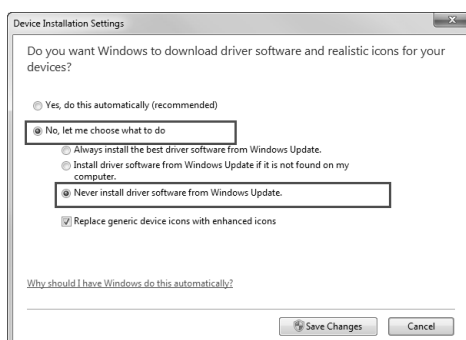 Device Installation Settings
Do you want Windows to download driver software and realistic icons for your
devices?
Yes, do this automatically (recommended)
No, let me choose what to do
Always install the best driver software from Windows Update.
Install driver software from Windows Update if it is not found on my
computer.
Never install driver software from Windows Update.
Replace generic device icons with enhanced icons
Why should I have Windows do this automatically?
Save Changes
Cancel